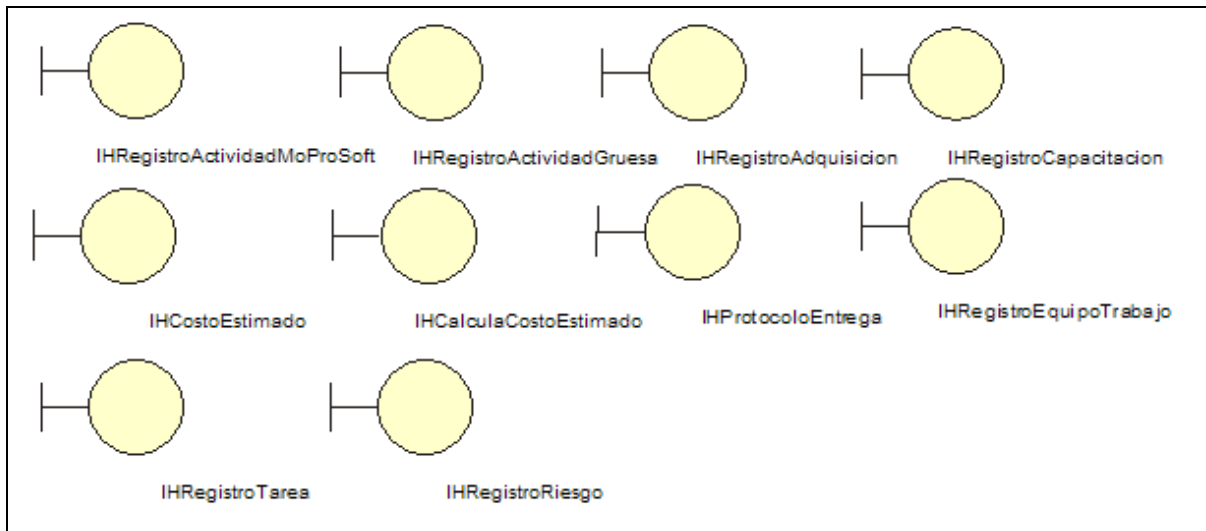 IHRegistroActividadMoProSoft
IHRegistroActividadGruesa
IHRegistroAdquisicion
IHRegistroCapacitacion
IHCostoEstimado
IHCalculaCostoEstimado
IHProtocoloEntrega
IHRegistroEquipoTrabajo
IHRegistroTarea
IHRegistroRiesgo